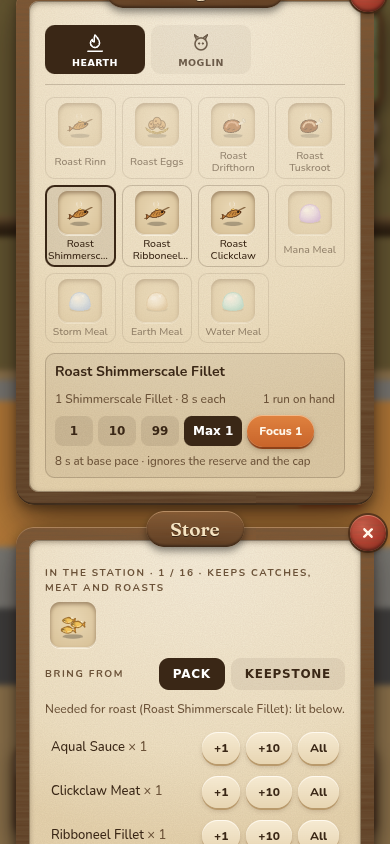 HEARTH
MOGLIN
Roast Rinn
Roast Eggs
Roast Drifthorn
Roast Tuskroot
Roast Shimmersc...
Roast Ribboneel...
Roast Clickclaw
Mana Meal
Storm Meal
Earth Meal
Water Meal
Roast Shimmerscale Fillet
1 Shimmerscale Fillet · 8 s each
1 run on hand
1
10
99
Max 1
Focus 1
8 s at base pace · ignores the reserve and the cap
Store
×
IN THE STATION · 1 / 16 · KEEPS CATCHES,
MEAT AND ROASTS
BRING FROM
PACK
KEEPSTONE
Needed for roast (Roast Shimmerscale Fillet): lit below.
Aqual Sauce × 1
+1
+10
All
Clickclaw Meat × 1
+1
+10
All
Ribboneel Fillet × 1
+1
+10
All